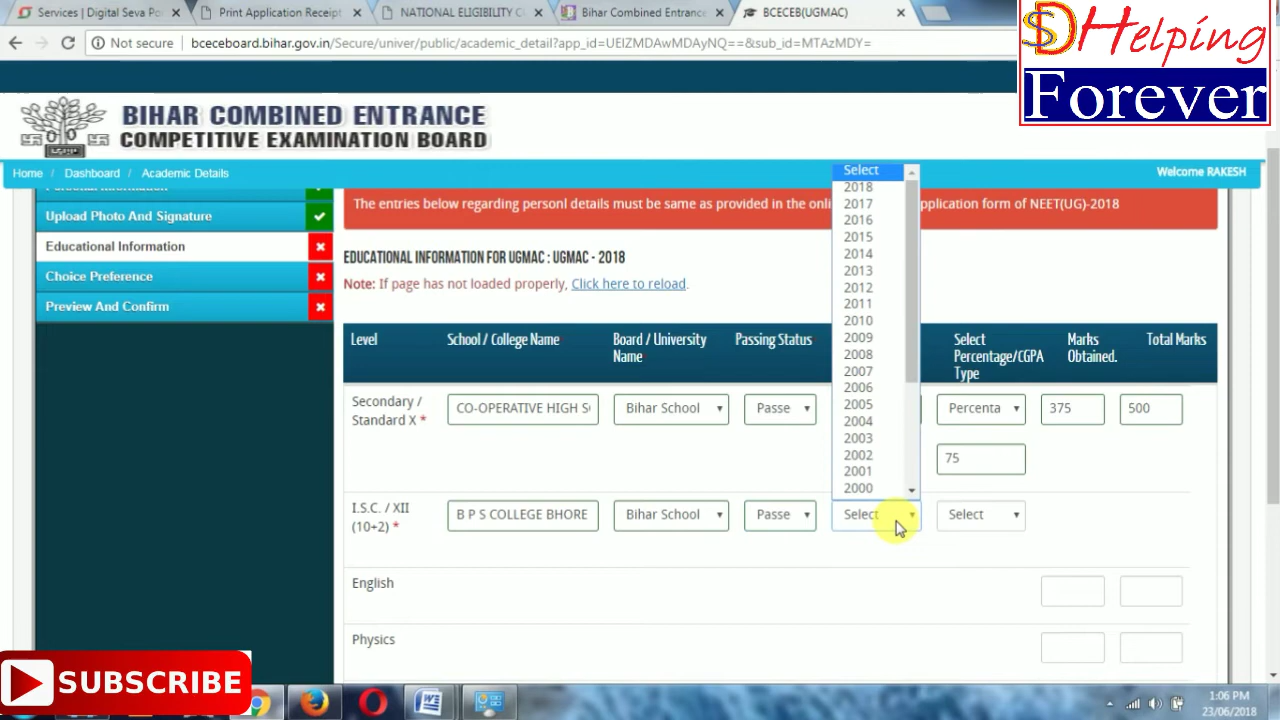 Services | Digital Seva Po
Print Application Receipt
NATIONAL ELIGIBILITY C
Bihar Combined Entrance
BCECEB(UGMAC)
Not secure
bceceboard.bihar.gov.in/Secure/univer/public/academic_detail?app_id=UEIZMDAwMDAyNQ==&sub_id=MTAzMDY=
SD Helping
Forever
BIHAR COMBINED ENTRANCE
COMPETITIVE EXAMINATION BOARD
Home / Dashboard / Academic Details
Welcome RAKESH
Upload Photo And Signature
Educational Information
Choice Preference
Preview And Confirm
The entries below regarding personl details must be same as provided in the onli
pplication form of NEET(UG)-2018
EDUCATIONAL INFORMATION FOR UGMAC : UGMAC - 2018
Note: If page has not loaded properly, Click here to reload.
Level
School / College Name
Board / University Name
Passing Status
Select Percentage/CGPA Type
Marks Obtained.
Total Marks
Secondary / Standard X *
CO-OPERATIVE HIGH S
Bihar School
Passe
Percenta
375
500
75
I.S.C. / XII (10+2) *
B P S COLLEGE BHORE
Bihar School
Passe
Select
Select
Select
2018
2017
2016
2015
2014
2013
2012
2011
2010
2009
2008
2007
2006
2005
2004
2003
2002
2001
2000
English
Physics
SUBSCRIBE
1:06 PM
23/06/2018